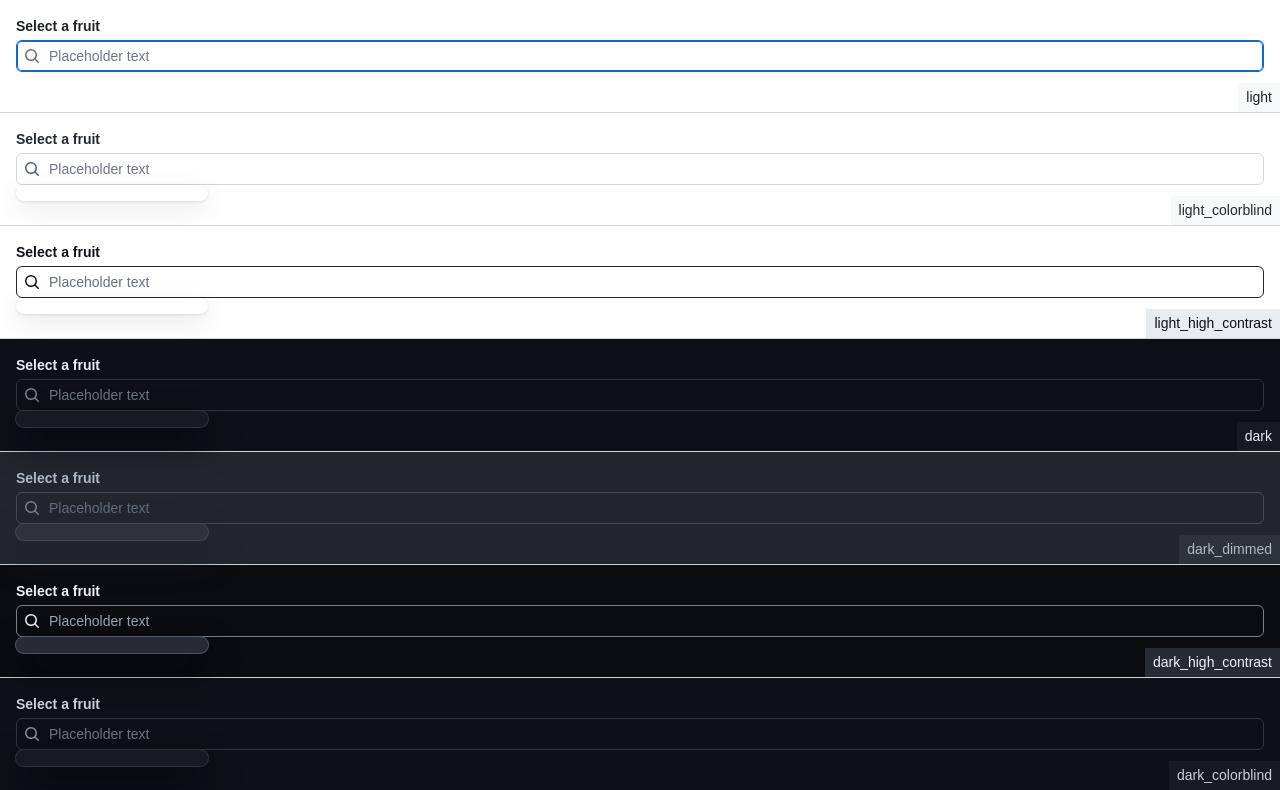 Select a fruit
Placeholder text
light
Select a fruit
Placeholder text
light_colorblind
Select a fruit
Placeholder text
light_high_contrast
Select a fruit
Placeholder text
dark
Select a fruit
Placeholder text
dark_dimmed
Select a fruit
Placeholder text
dark_high_contrast
Select a fruit
Placeholder text
dark_colorblind